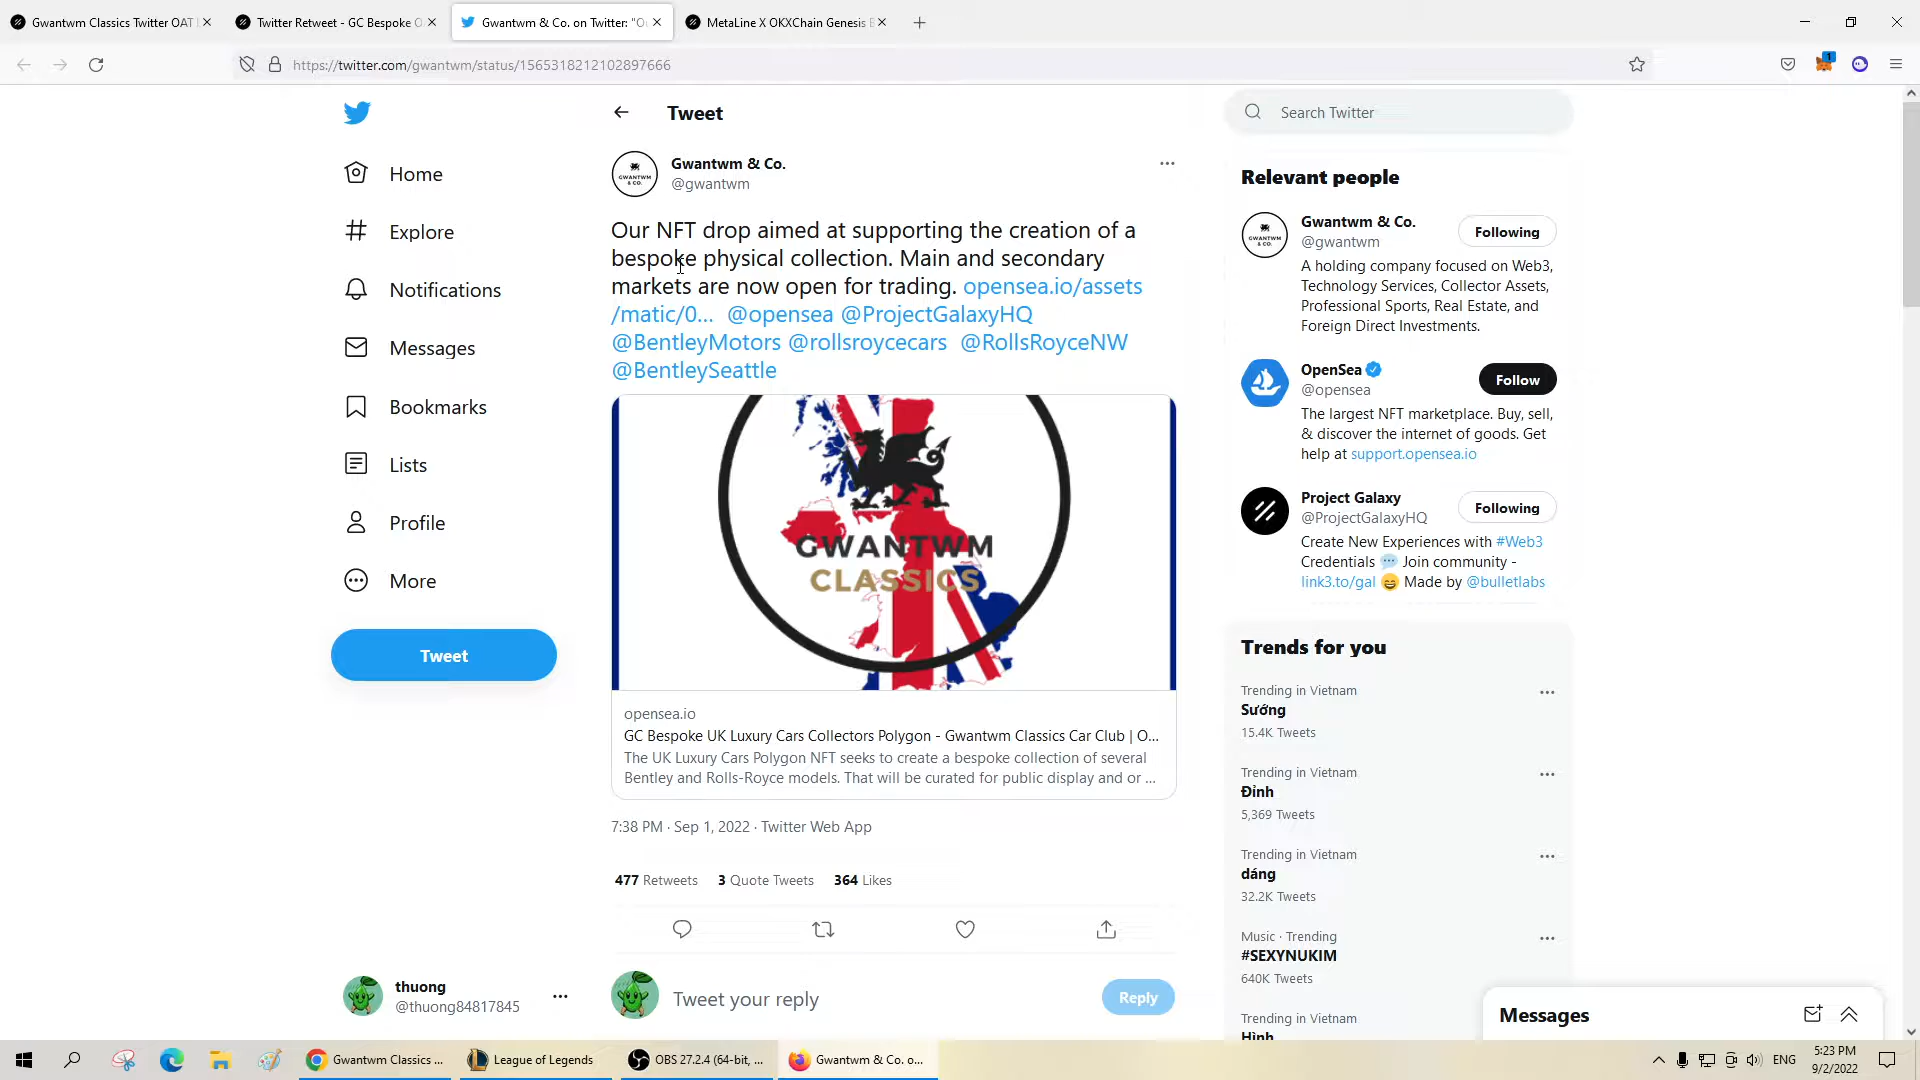 Gwantwm Classics Twitter OAT
Twitter Retweet - GC Bespoke
Gwantwm & Co. on Twitter:
MetaLine X OKXChain Genesis
https://twitter.com/gwantwm/status/1565318212102897666
1
Tweet
Search Twitter
Home
Explore
Notifications
Messages
Bookmarks
Lists
Profile
More
Tweet
thuong
@thuong84817845
GWANTWM
& CO.
Gwantwm & Co.
@gwantwm
Our NFT drop aimed at supporting the creation of a
bespoke physical collection. Main and secondary
markets are now open for trading. opensea.io/assets
/matic/0... @opensea @ProjectGalaxyHQ
@BentleyMotors @rollsroycecars @RollsRoyceNW
@BentleySeattle
GWANTWM
CLASSICS
opensea.io
GC Bespoke UK Luxury Cars Collectors Polygon - Gwantwm Classics Car Club | O...
The UK Luxury Cars Polygon NFT seeks to create a bespoke collection of several
Bentley and Rolls-Royce models. That will be curated for public display and or ...
7:38 PM · Sep 1, 2022 · Twitter Web App
477 Retweets 3 Quote Tweets 364 Likes
Tweet your reply
Reply
Relevant people
GWANTWM
& CO.
Gwantwm & Co.
@gwantwm
Following
A holding company focused on Web3,
Technology Services, Collector Assets,
Professional Sports, Real Estate, and
Foreign Direct Investments.
OpenSea
@opensea
Follow
The largest NFT marketplace. Buy, sell,
& discover the internet of goods. Get
help at support.opensea.io
Project Galaxy
@ProjectGalaxyHQ
Following
Create New Experiences with #Web3
Credentials 💬 Join community -
link3.to/gal 😄 Made by @bulletlabs
Trends for you
Trending in Vietnam
Sướng
15.4K Tweets
Trending in Vietnam
Đỉnh
5,369 Tweets
Trending in Vietnam
dáng
32.2K Tweets
Music · Trending
#SEXYNUKIM
640K Tweets
Trending in Vietnam
Hình
Messages
Gwantwm Classics ...
League of Legends
OBS 27.2.4 (64-bit, ...
Gwantwm & Co. o...
ENG
5:23 PM
9/2/2022